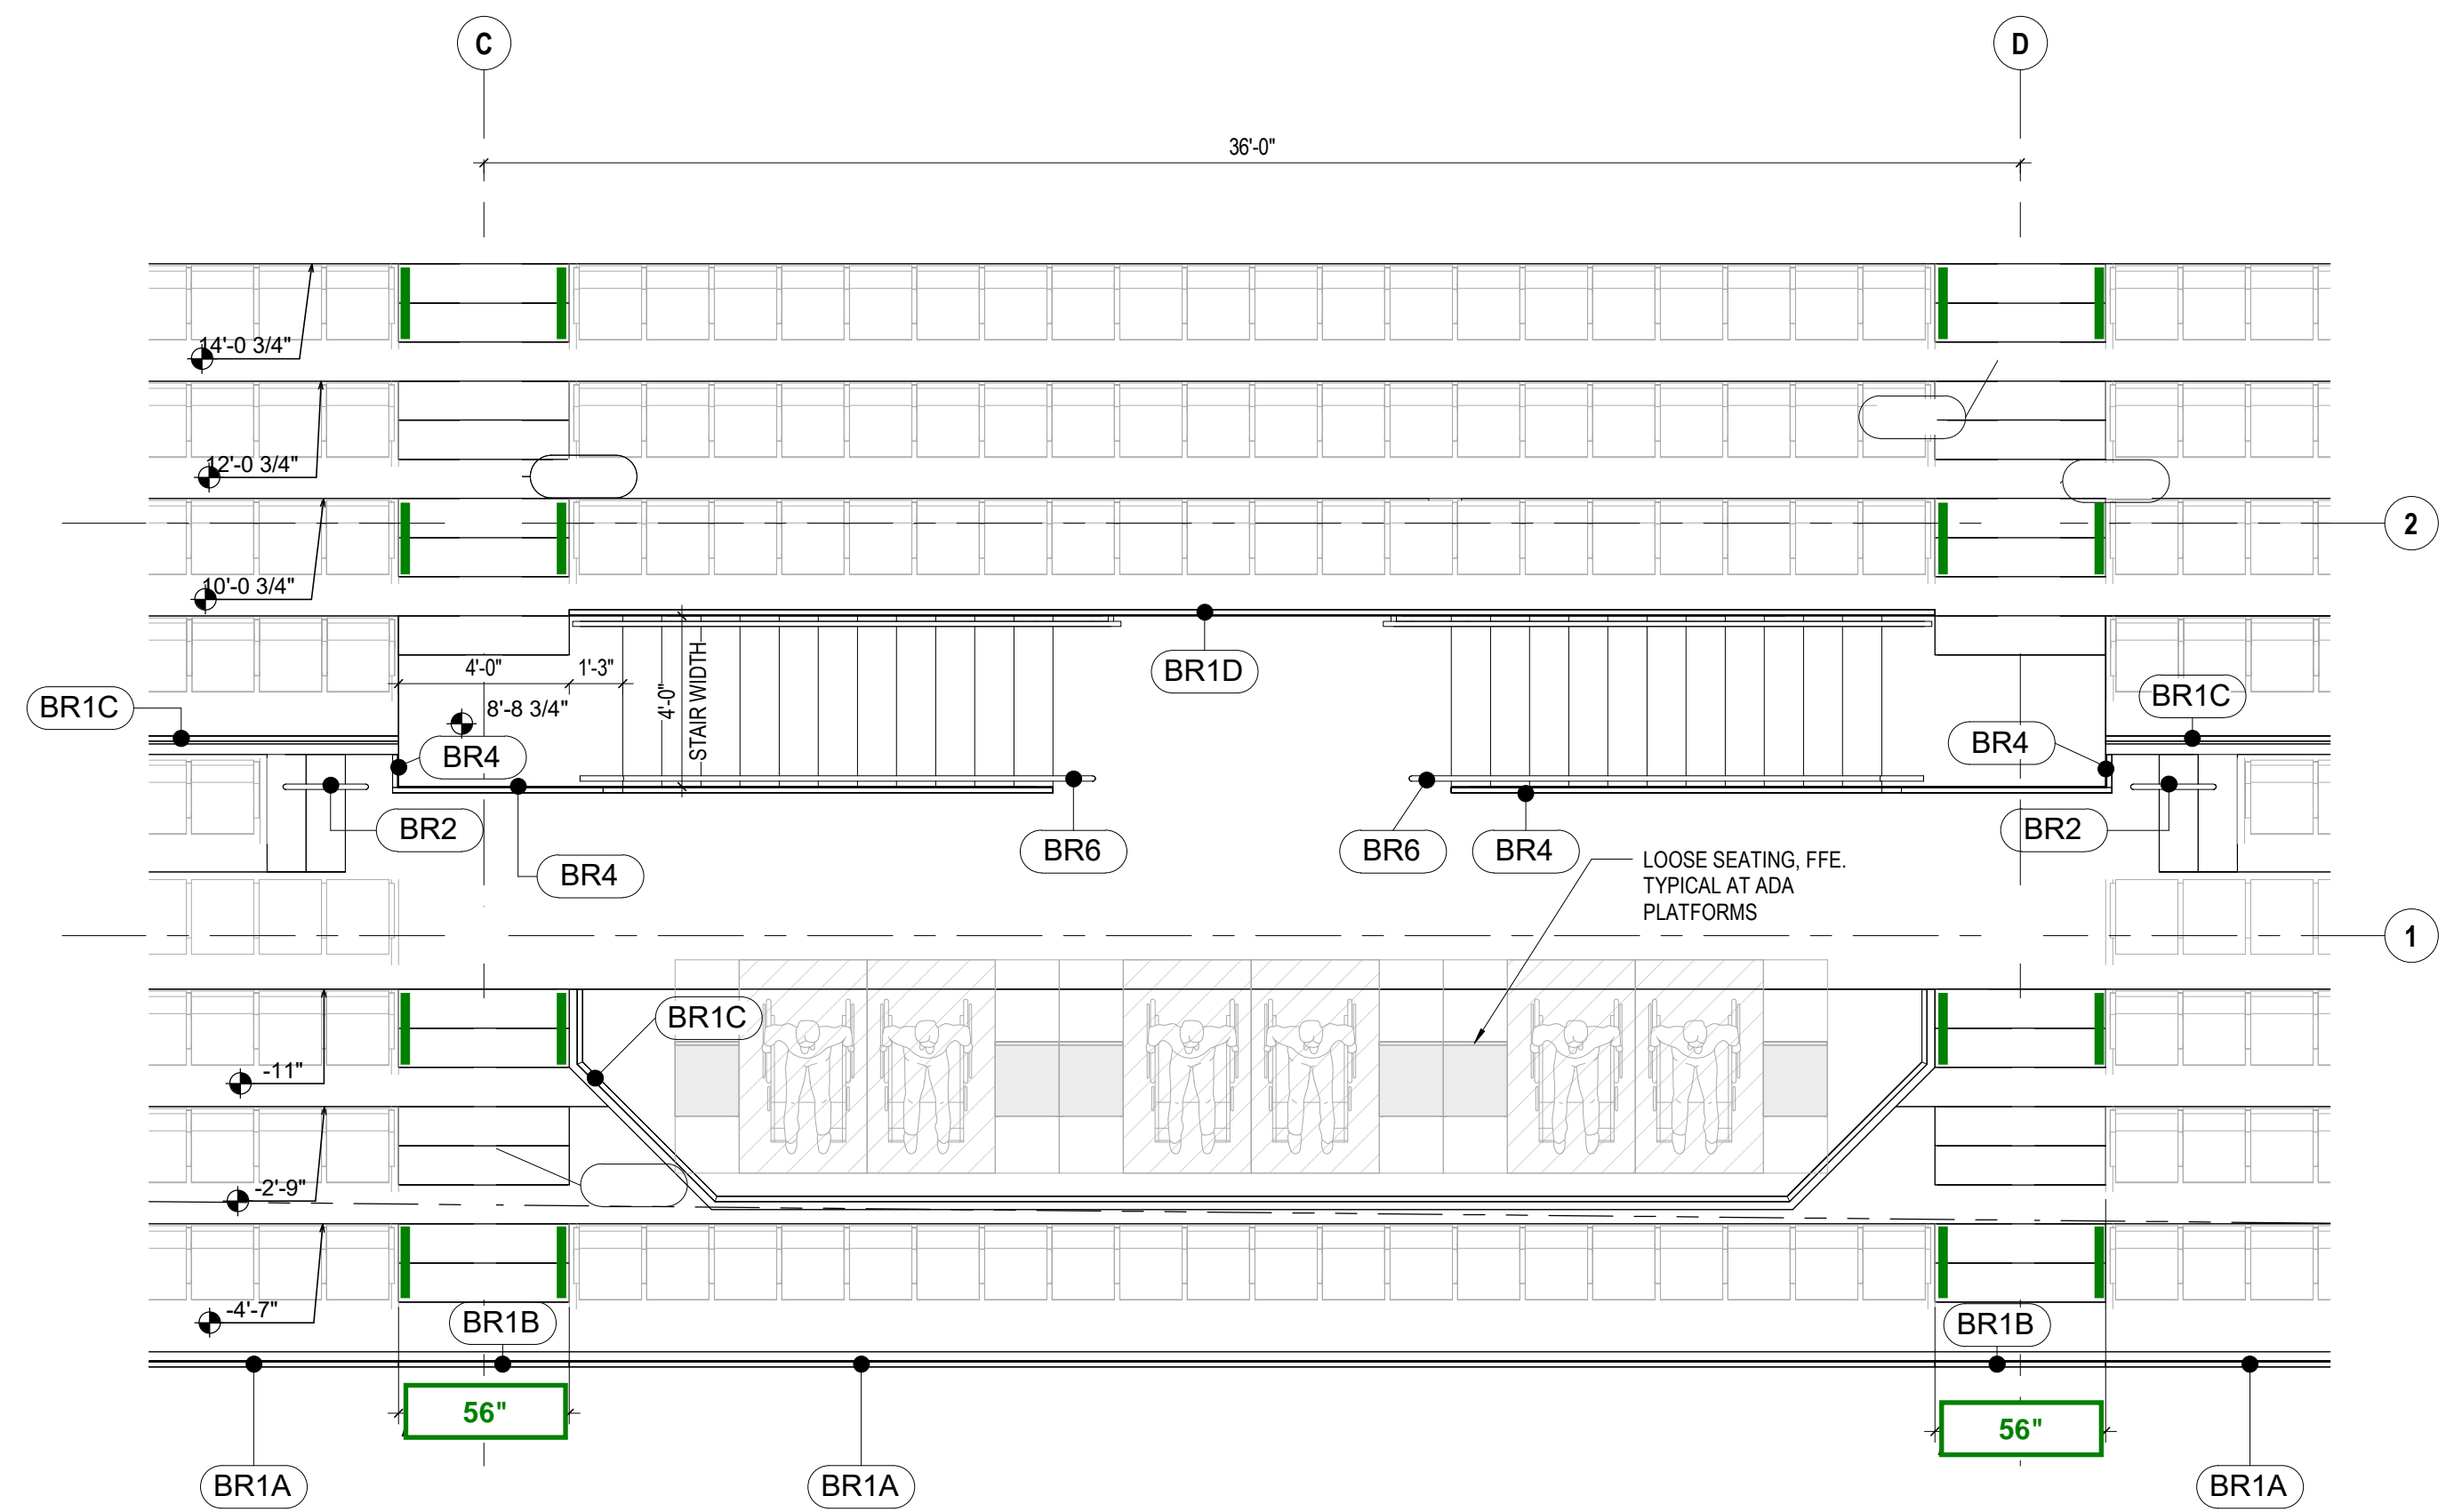 C
D
36'-0"
14'-0 3/4"
12'-0 3/4"
2
10'-0 3/4"
4'-0"
1'-3"
4'-0"
STAIR WIDTH
BR1D
BR1C
BR1C
8'-8 3/4"
BR4
BR4
BR2
BR4
BR6
BR6
BR4
BR2
LOOSE SEATING, FFE.
TYPICAL AT ADA
PLATFORMS
1
BR1C
-11"
-2'-9"
-4'-7"
BR1B
BR1B
56"
56"
BR1A
BR1A
BR1A